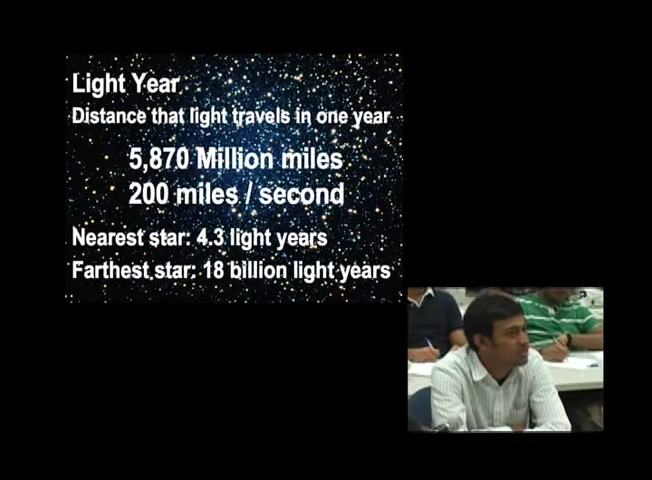 Light Year
Distance that light travels in one year
5,870 Million miles
200 miles / second
Nearest star: 4.3 light years
Farthest star: 18 billion light years